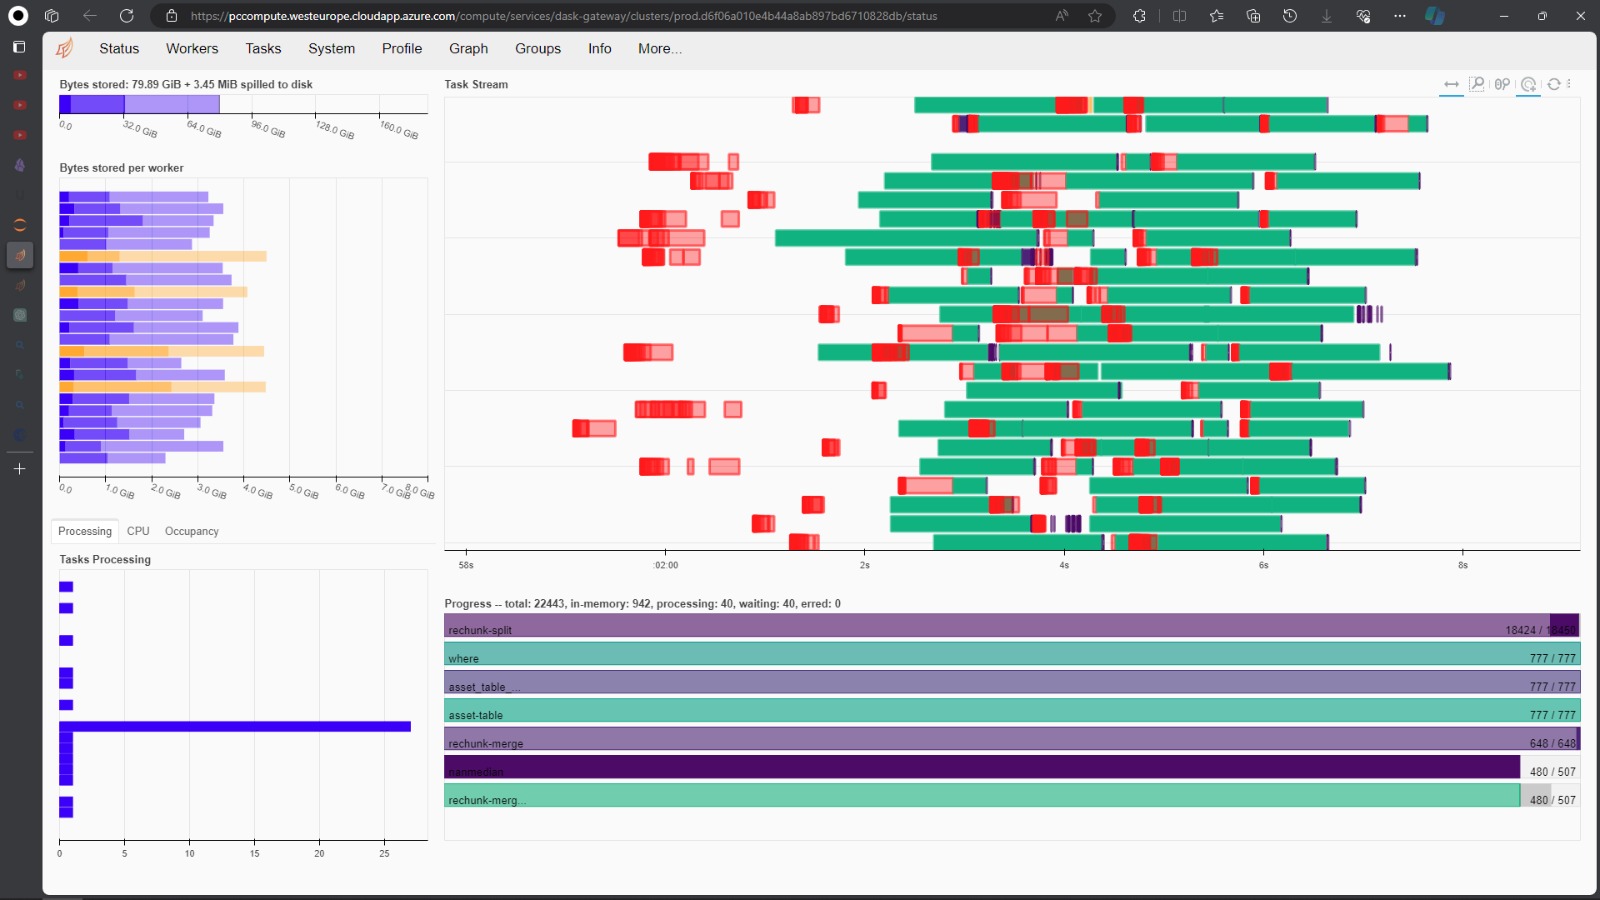 https://pccompute.westeurope.cloudapp.azure.com/compute/services/dask-gateway/clusters/prod.d6f06a010e4b44a8ab897bd6710828db/status
Status Workers Tasks System Profile Graph Groups Info More...
Bytes stored: 79.89 GiB + 3.45 MiB spilled to disk
0.0 32.0 GiB 64.0 GiB 96.0 GiB 128.0 GiB 160.0 GiB
Bytes stored per worker
0.0 1.0 GiB 2.0 GiB 3.0 GiB 4.0 GiB 5.0 GiB 6.0 GiB 7.0 GiB 8.0 GiB
Processing CPU Occupancy
Tasks Processing
0 5 10 15 20 25
Task Stream
58s :02:00 2s 4s 6s 8s
Progress -- total: 22443, in-memory: 942, processing: 40, waiting: 40, erred: 0
rechunk-split 18424 / 18450
where 777 / 777
asset_table_... 777 / 777
asset-table 777 / 777
rechunk-merge 648 / 648
nanmedian 480 / 507
rechunk-merg... 480 / 507